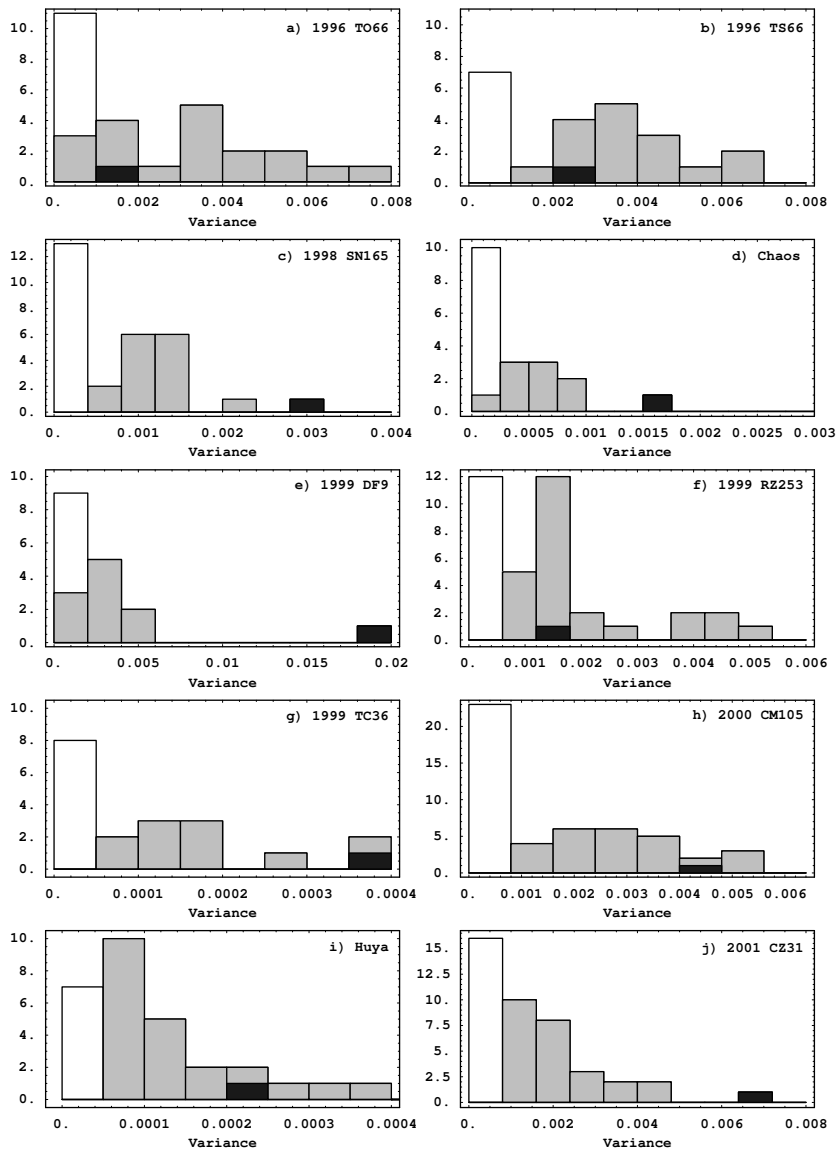 a) 1996 TO66
10.
8.
6.
4.
2.
0.
0. 0.002 0.004 0.006 0.008
Variance
b) 1996 TS66
10.
8.
6.
4.
2.
0.
0. 0.002 0.004 0.006 0.008
Variance
c) 1998 SN165
12.
10.
8.
6.
4.
2.
0.
0. 0.001 0.002 0.003 0.004
Variance
d) Chaos
10.
8.
6.
4.
2.
0.
0. 0.0005 0.001 0.0015 0.002 0.0025 0.003
Variance
e) 1999 DF9
10.
8.
6.
4.
2.
0.
0. 0.005 0.01 0.015 0.02
Variance
f) 1999 RZ253
12.
10.
8.
6.
4.
2.
0.
0. 0.001 0.002 0.003 0.004 0.005 0.006
Variance
g) 1999 TC36
10.
8.
6.
4.
2.
0.
0. 0.0001 0.0002 0.0003 0.0004
Variance
h) 2000 CM105
20.
15.
10.
5.
0.
0. 0.001 0.002 0.003 0.004 0.005 0.006
Variance
i) Huya
10.
8.
6.
4.
2.
0.
0. 0.0001 0.0002 0.0003 0.0004
Variance
j) 2001 CZ31
15.
12.5
10.
7.5
5.
2.5
0.
0. 0.002 0.004 0.006 0.008
Variance